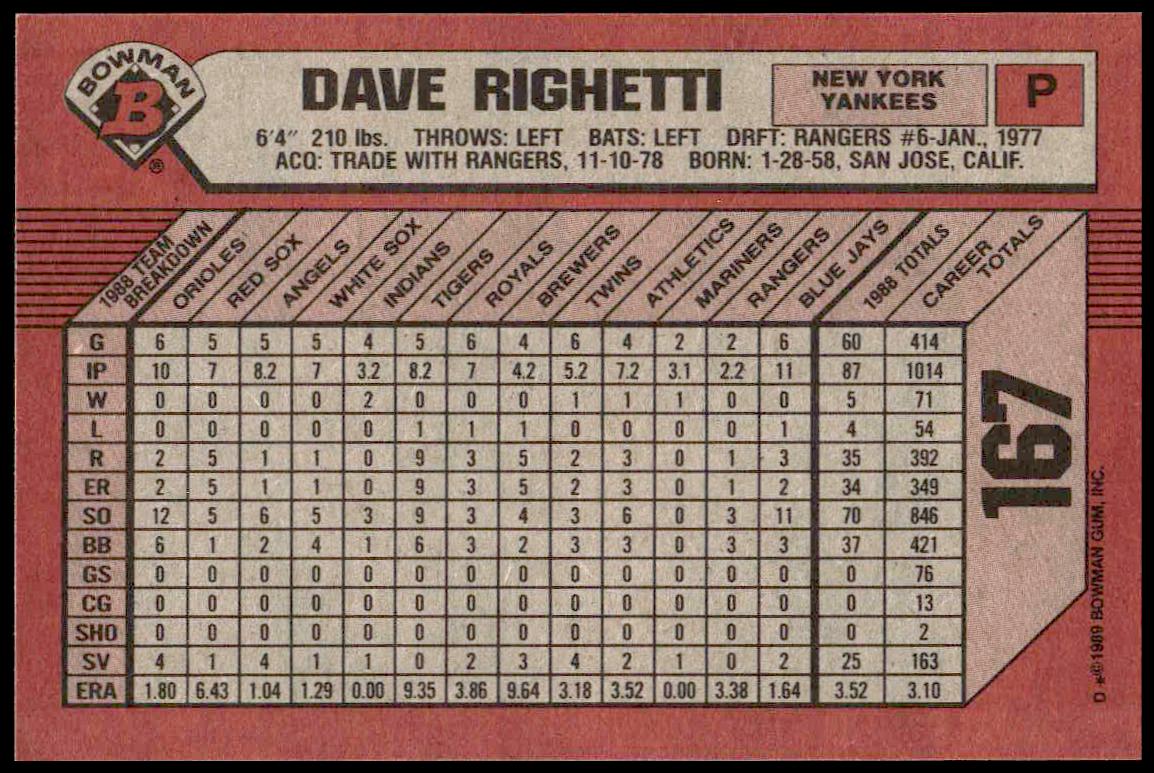 BOWMAN
B
®
DAVE RIGHETTI
NEW YORK
YANKEES
P
6'4" 210 lbs. THROWS: LEFT BATS: LEFT DRFT: RANGERS #6-JAN., 1977
ACQ: TRADE WITH RANGERS, 11-10-78 BORN: 1-28-58, SAN JOSE, CALIF.
1988 TEAM BREAKDOWN ORIOLES RED SOX ANGELS WHITE SOX INDIANS TIGERS ROYALS BREWERS TWINS ATHLETICS MARINERS RANGERS BLUE JAYS 1988 TOTALS CAREER TOTALS
G 6 5 5 5 4 5 6 4 6 4 2 2 6 60 414
IP 10 7 8.2 7 3.2 8.2 7 4.2 5.2 7.2 3.1 2.2 11 87 1014
W 0 0 0 0 2 0 0 0 1 1 1 0 0 5 71
L 0 0 0 0 0 1 1 1 0 0 0 0 1 4 54
R 2 5 1 1 0 9 3 5 2 3 0 1 3 35 392
ER 2 5 1 1 0 9 3 5 2 3 0 1 2 34 349
SO 12 5 6 5 3 9 3 4 3 6 0 3 11 70 846
BB 6 1 2 4 1 6 3 2 3 3 0 3 3 37 421
GS 0 0 0 0 0 0 0 0 0 0 0 0 0 0 76
CG 0 0 0 0 0 0 0 0 0 0 0 0 0 0 13
SHO 0 0 0 0 0 0 0 0 0 0 0 0 0 0 2
SV 4 1 4 1 1 0 2 3 4 2 1 0 2 25 163
ERA 1.80 6.43 1.04 1.29 0.00 9.35 3.86 9.64 3.18 3.52 0.00 3.38 1.64 3.52 3.10
167
D **©1989 BOWMAN GUM, INC.